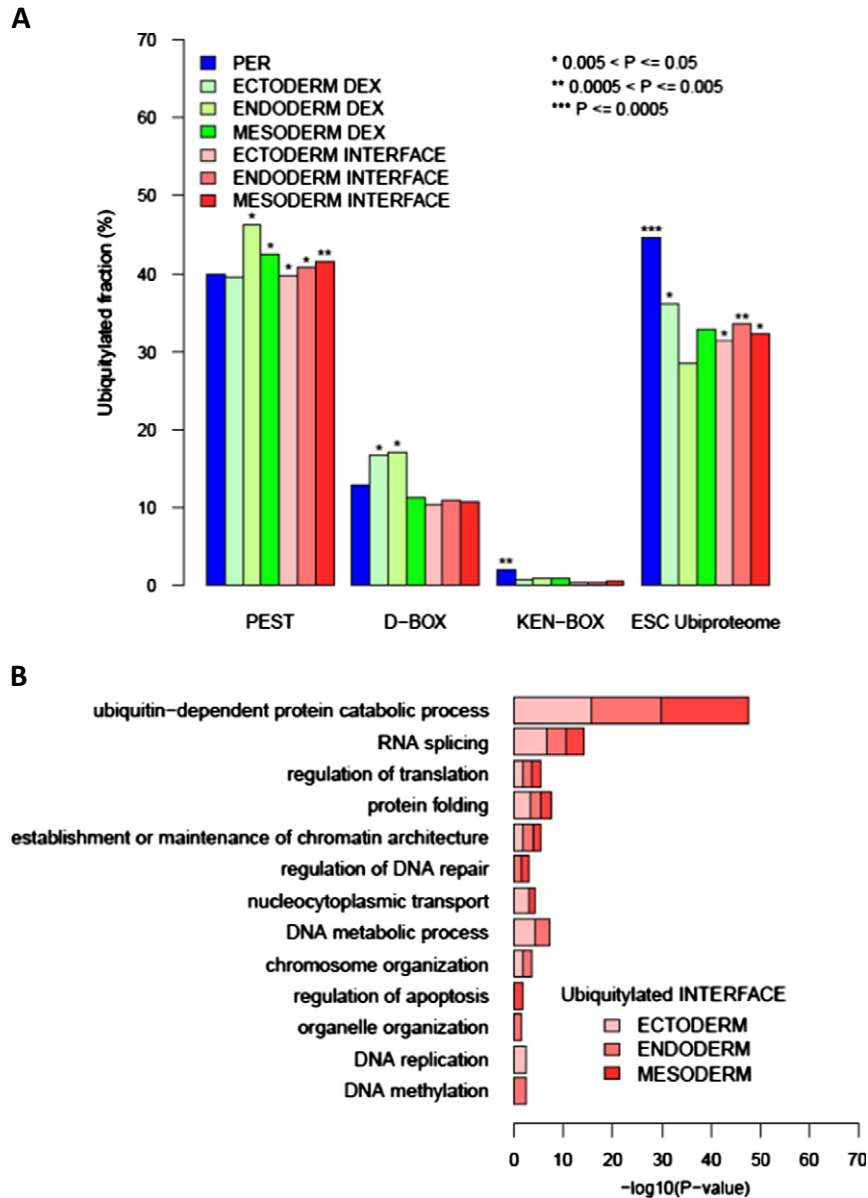 A
70
60
50
40
30
20
10
0
Ubiquitylated fraction (%)
PER
ECTODERM DEX
ENDODERM DEX
MESODERM DEX
ECTODERM INTERFACE
ENDODERM INTERFACE
MESODERM INTERFACE
* 0.005 < P <= 0.05
** 0.0005 < P <= 0.005
*** P <= 0.0005
* * * * **
* *
**
*** * * ** *
PEST D-BOX KEN-BOX ESC Ubiproteome
B
ubiquitin-dependent protein catabolic process
RNA splicing
regulation of translation
protein folding
establishment or maintenance of chromatin architecture
regulation of DNA repair
nucleocytoplasmic transport
DNA metabolic process
chromosome organization
regulation of apoptosis
organelle organization
DNA replication
DNA methylation
Ubiquitylated INTERFACE
ECTODERM
ENDODERM
MESODERM
0 10 20 30 40 50 60 70
-log10(P-value)